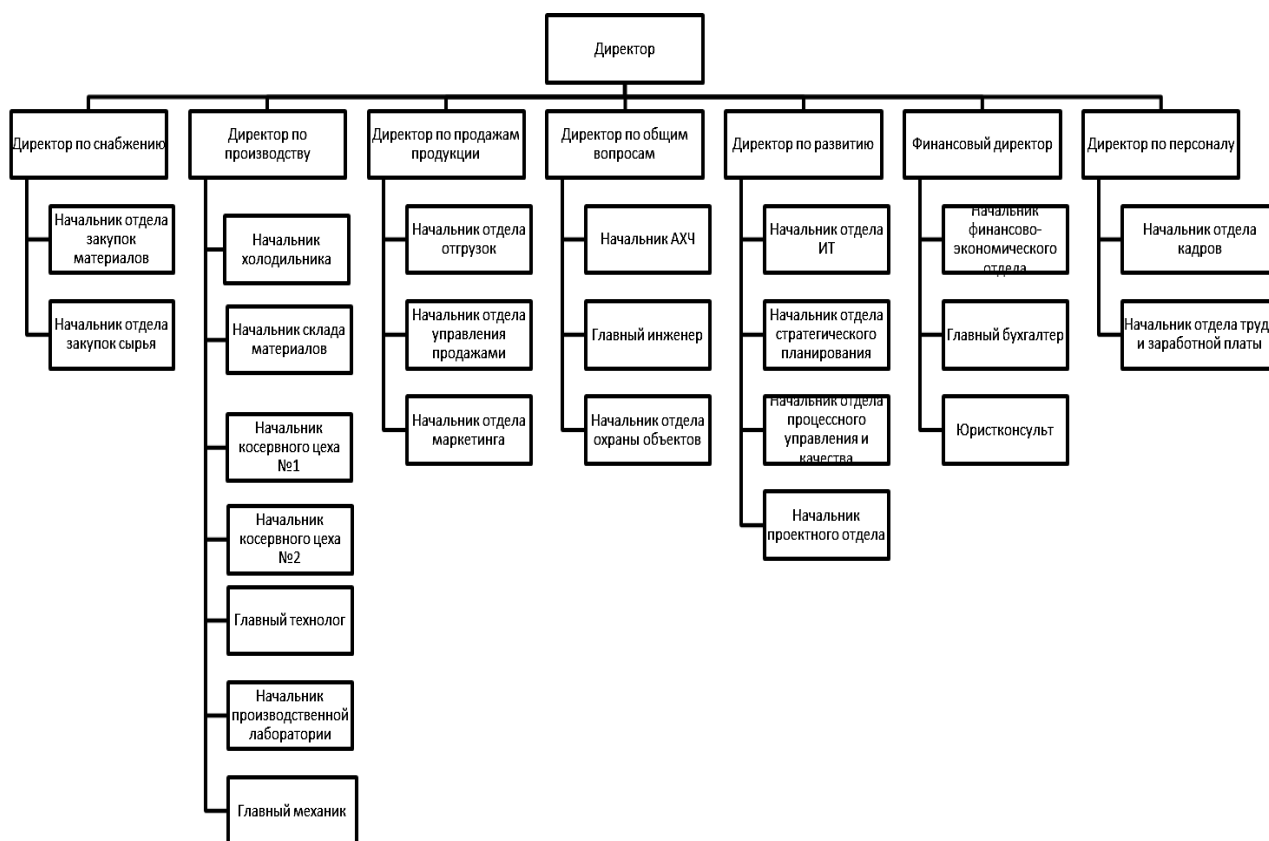 Директор
Директор по снабжению
Директор по
производству
Директор по продажам
продукции
Директор по общим
вопросам
Директор по развитию
Финансовый директор
Директор по персоналу
Начальник отдела
закупок
материалов
Начальник отдела
закупок сырья
Начальник
холодильника
Начальник склада
материалов
Начальник
косервного цеха
№1
Начальник
косервного цеха
№2
Главный технолог
Начальник
производственной
лаборатории
Главный механик
Начальник отдела
отгрузок
Начальник отдела
управления
продажами
Начальник отдела
маркетинга
Начальник АХЧ
Главный инженер
Начальник отдела
охраны объектов
Начальник отдела
ИТ
Начальник отдела
стратегического
планирования
Начальник отдела
процессного
управления и
качества
Начальник
проектного отдела
Начальник
финансово-
экономического
отдела
Главный бухгалтер
Юристконсульт
Начальник отдела
кадров
Начальник отдела труд
и заработной платы